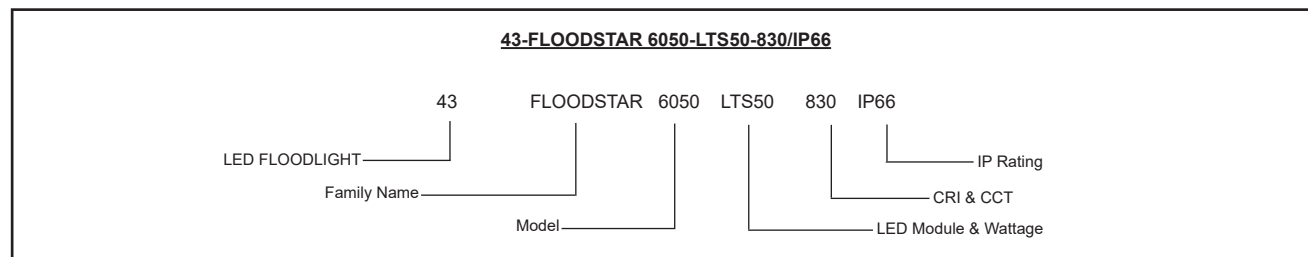 43-FLOODSTAR 6050-LTS50-830/IP66
43 FLOODSTAR 6050 LTS50 830 IP66
LED FLOODLIGHT IP Rating
Family Name CRI & CCT
Model LED Module & Wattage